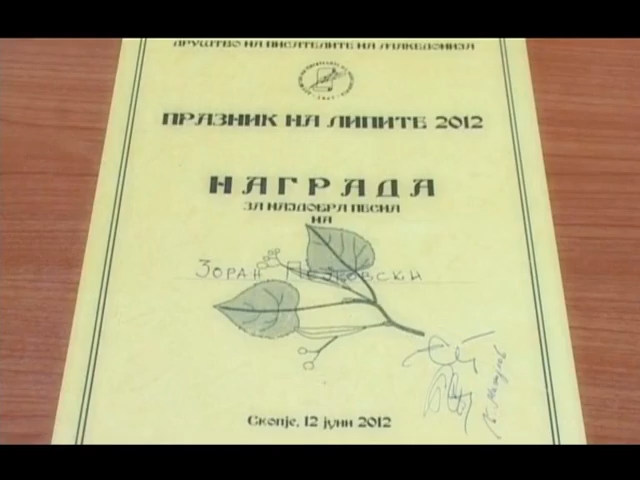 ДРУШТВО НА ПИСАТЕЛИТЕ НА МАКЕДОНИЈА
ПРАЗНИК НА ЛИПИТЕ 2012
НАГРАДА
ЗА НАЈДОБРА ПЕСНА
НА
ЗОРАН ПЕЈКОВСКИ
Скопје, 12 јуни 2012